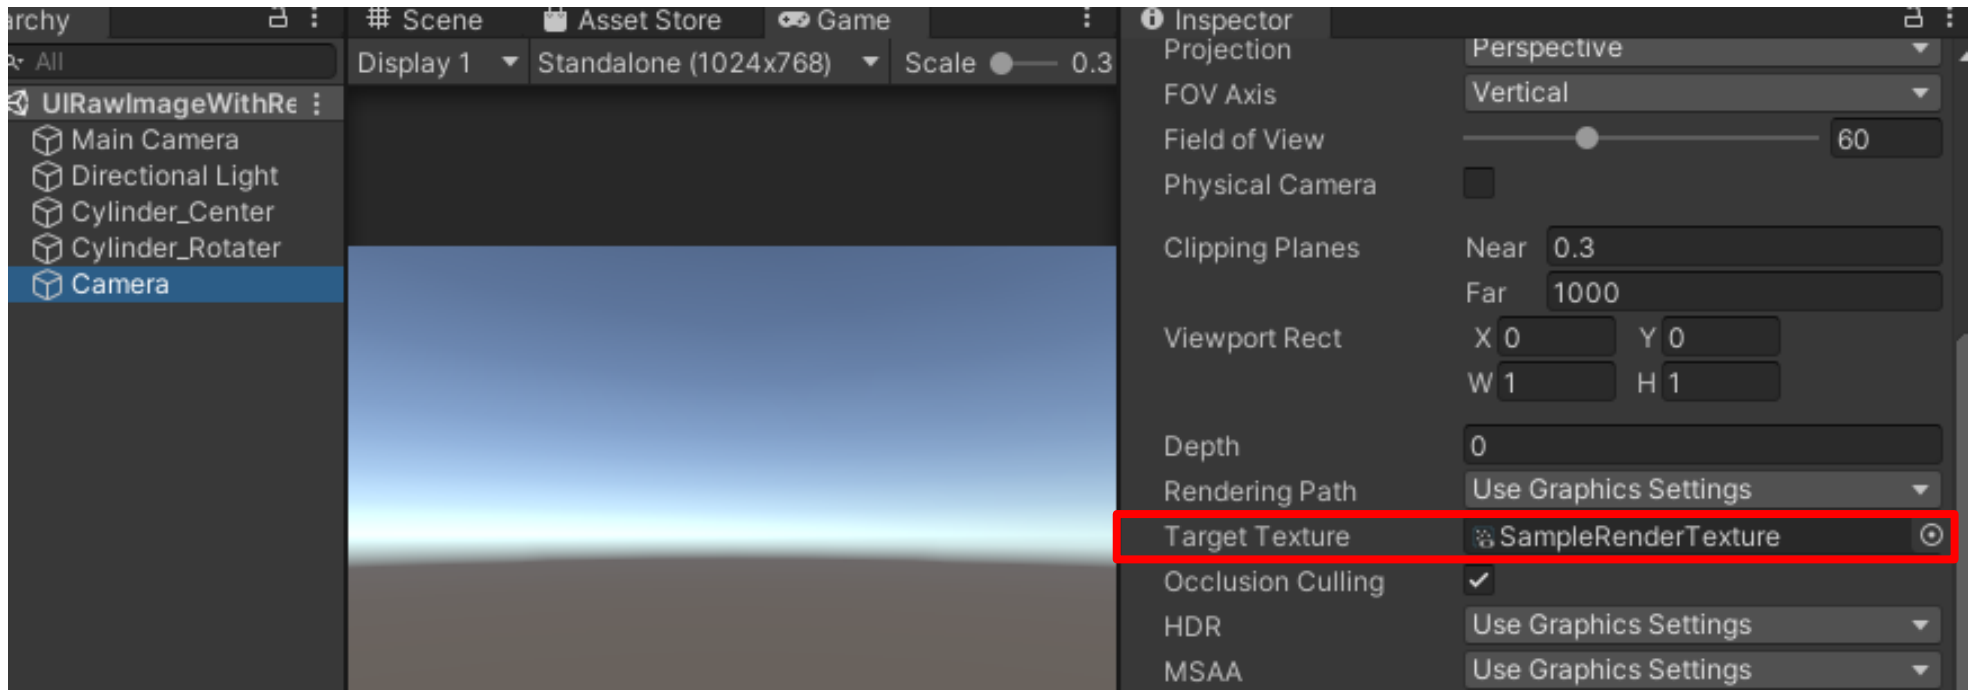 archy
All
UIRawImageWithRe
Main Camera
Directional Light
Cylinder_Center
Cylinder_Rotater
Camera
Scene Asset Store Game
Display 1 Standalone (1024x768) Scale 0.3
Inspector
Projection Perspective
FOV Axis Vertical
Field of View 60
Physical Camera
Clipping Planes Near 0.3
Far 1000
Viewport Rect X 0 Y 0
W 1 H 1
Depth 0
Rendering Path Use Graphics Settings
Target Texture SampleRenderTexture
Occlusion Culling
HDR Use Graphics Settings
MSAA Use Graphics Settings